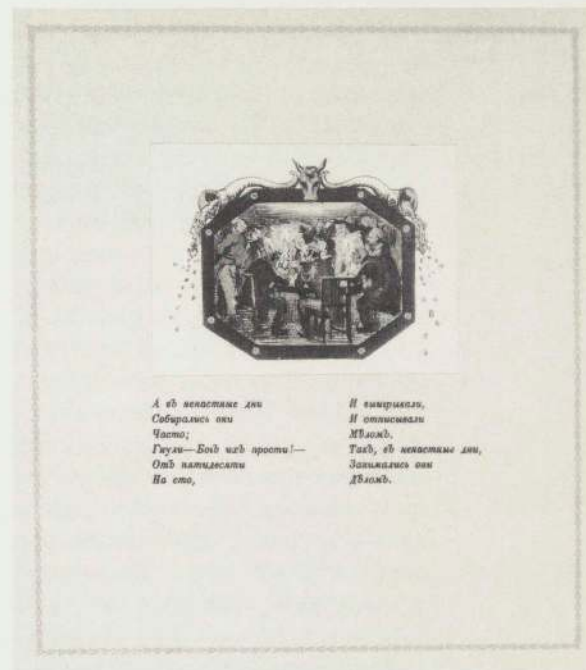 А въ ненастные дни
Собирались они
Часто;
Гнули—Богъ ихъ прости!—
Отъ пятидесяти
На сто,
И выигрывали,
И отписывали
Мѣломъ.
Такъ, въ ненастные дни,
Занимались они
Дѣломъ.